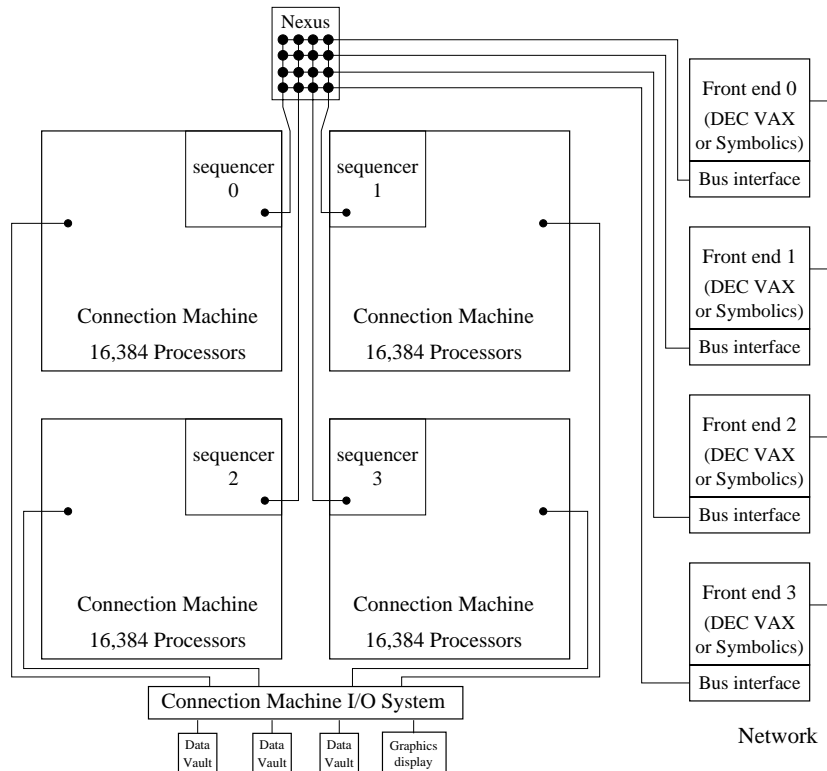 Nexus
Front end 0
(DEC VAX
or Symbolics)
Bus interface
sequencer
0
sequencer
1
Connection Machine
16,384 Processors
Connection Machine
16,384 Processors
Front end 1
(DEC VAX
or Symbolics)
Bus interface
sequencer
2
sequencer
3
Connection Machine
16,384 Processors
Connection Machine
16,384 Processors
Front end 2
(DEC VAX
or Symbolics)
Bus interface
Front end 3
(DEC VAX
or Symbolics)
Bus interface
Connection Machine I/O System
Data
Vault
Data
Vault
Data
Vault
Graphics
display
Network